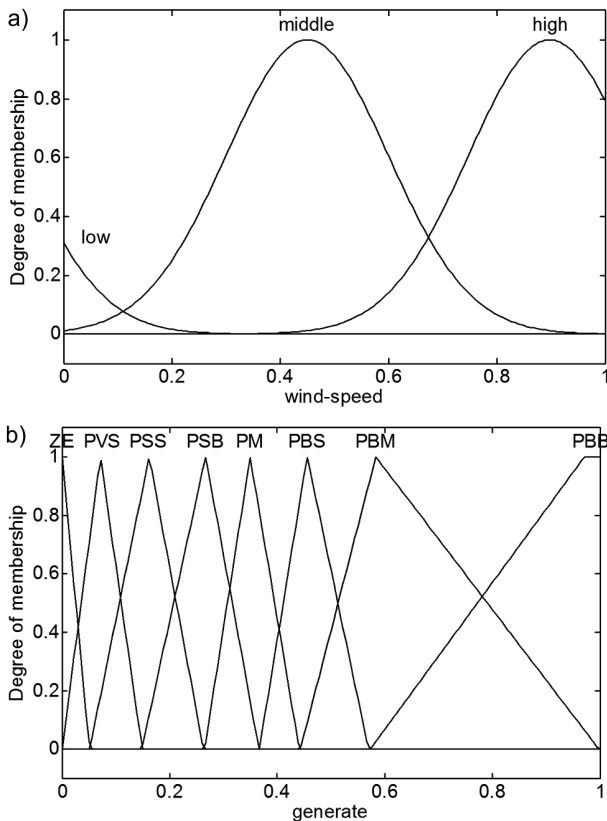 a)
middle high
1
0.8
0.6
0.4
0.2
0
low
Degree of membership
0 0.2 0.4 0.6 0.8 1
wind-speed
b)
ZE PVS PSS PSB PM PBS PBM PBB
1
0.8
0.6
0.4
0.2
0
Degree of membership
0 0.2 0.4 0.6 0.8 1
generate